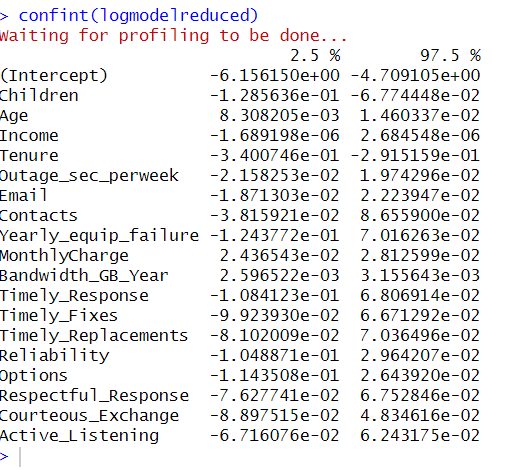 > confint(logmodelreduced)
Waiting for profiling to be done...
2.5 % 97.5 %
(Intercept) -6.156150e+00 -4.709105e+00
Children -1.285636e-01 -6.774448e-02
Age 8.308205e-03 1.460337e-02
Income -1.689198e-06 2.684548e-06
Tenure -3.400746e-01 -2.915159e-01
Outage_sec_perweek -2.158253e-02 1.974296e-02
Email -1.871303e-02 2.223947e-02
Contacts -3.815921e-02 8.655900e-02
Yearly_equip_failure -1.243772e-01 7.016263e-02
MonthlyCharge 2.436543e-02 2.812599e-02
Bandwidth_GB_Year 2.596522e-03 3.155643e-03
Timely_Response -1.084123e-01 6.806914e-02
Timely_Fixes -9.923930e-02 6.671292e-02
Timely_Replacements -8.102009e-02 7.036496e-02
Reliability -1.048871e-01 2.964207e-02
Options -1.143508e-01 2.643920e-02
Respectful_Response -7.627741e-02 6.752846e-02
Courteous_Exchange -8.897515e-02 4.834616e-02
Active_Listening -6.716076e-02 6.243175e-02
>